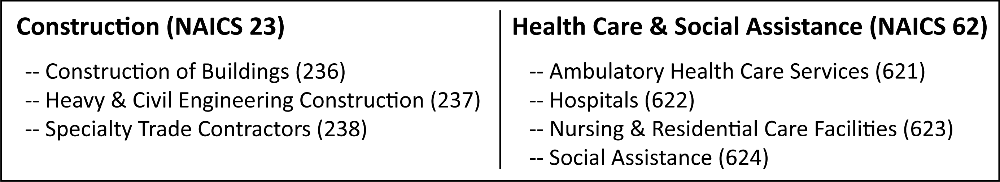 Construction (NAICS 23)
-- Construction of Buildings (236)
-- Heavy & Civil Engineering Construction (237)
-- Specialty Trade Contractors (238)
Health Care & Social Assistance (NAICS 62)
-- Ambulatory Health Care Services (621)
-- Hospitals (622)
-- Nursing & Residential Care Facilities (623)
-- Social Assistance (624)